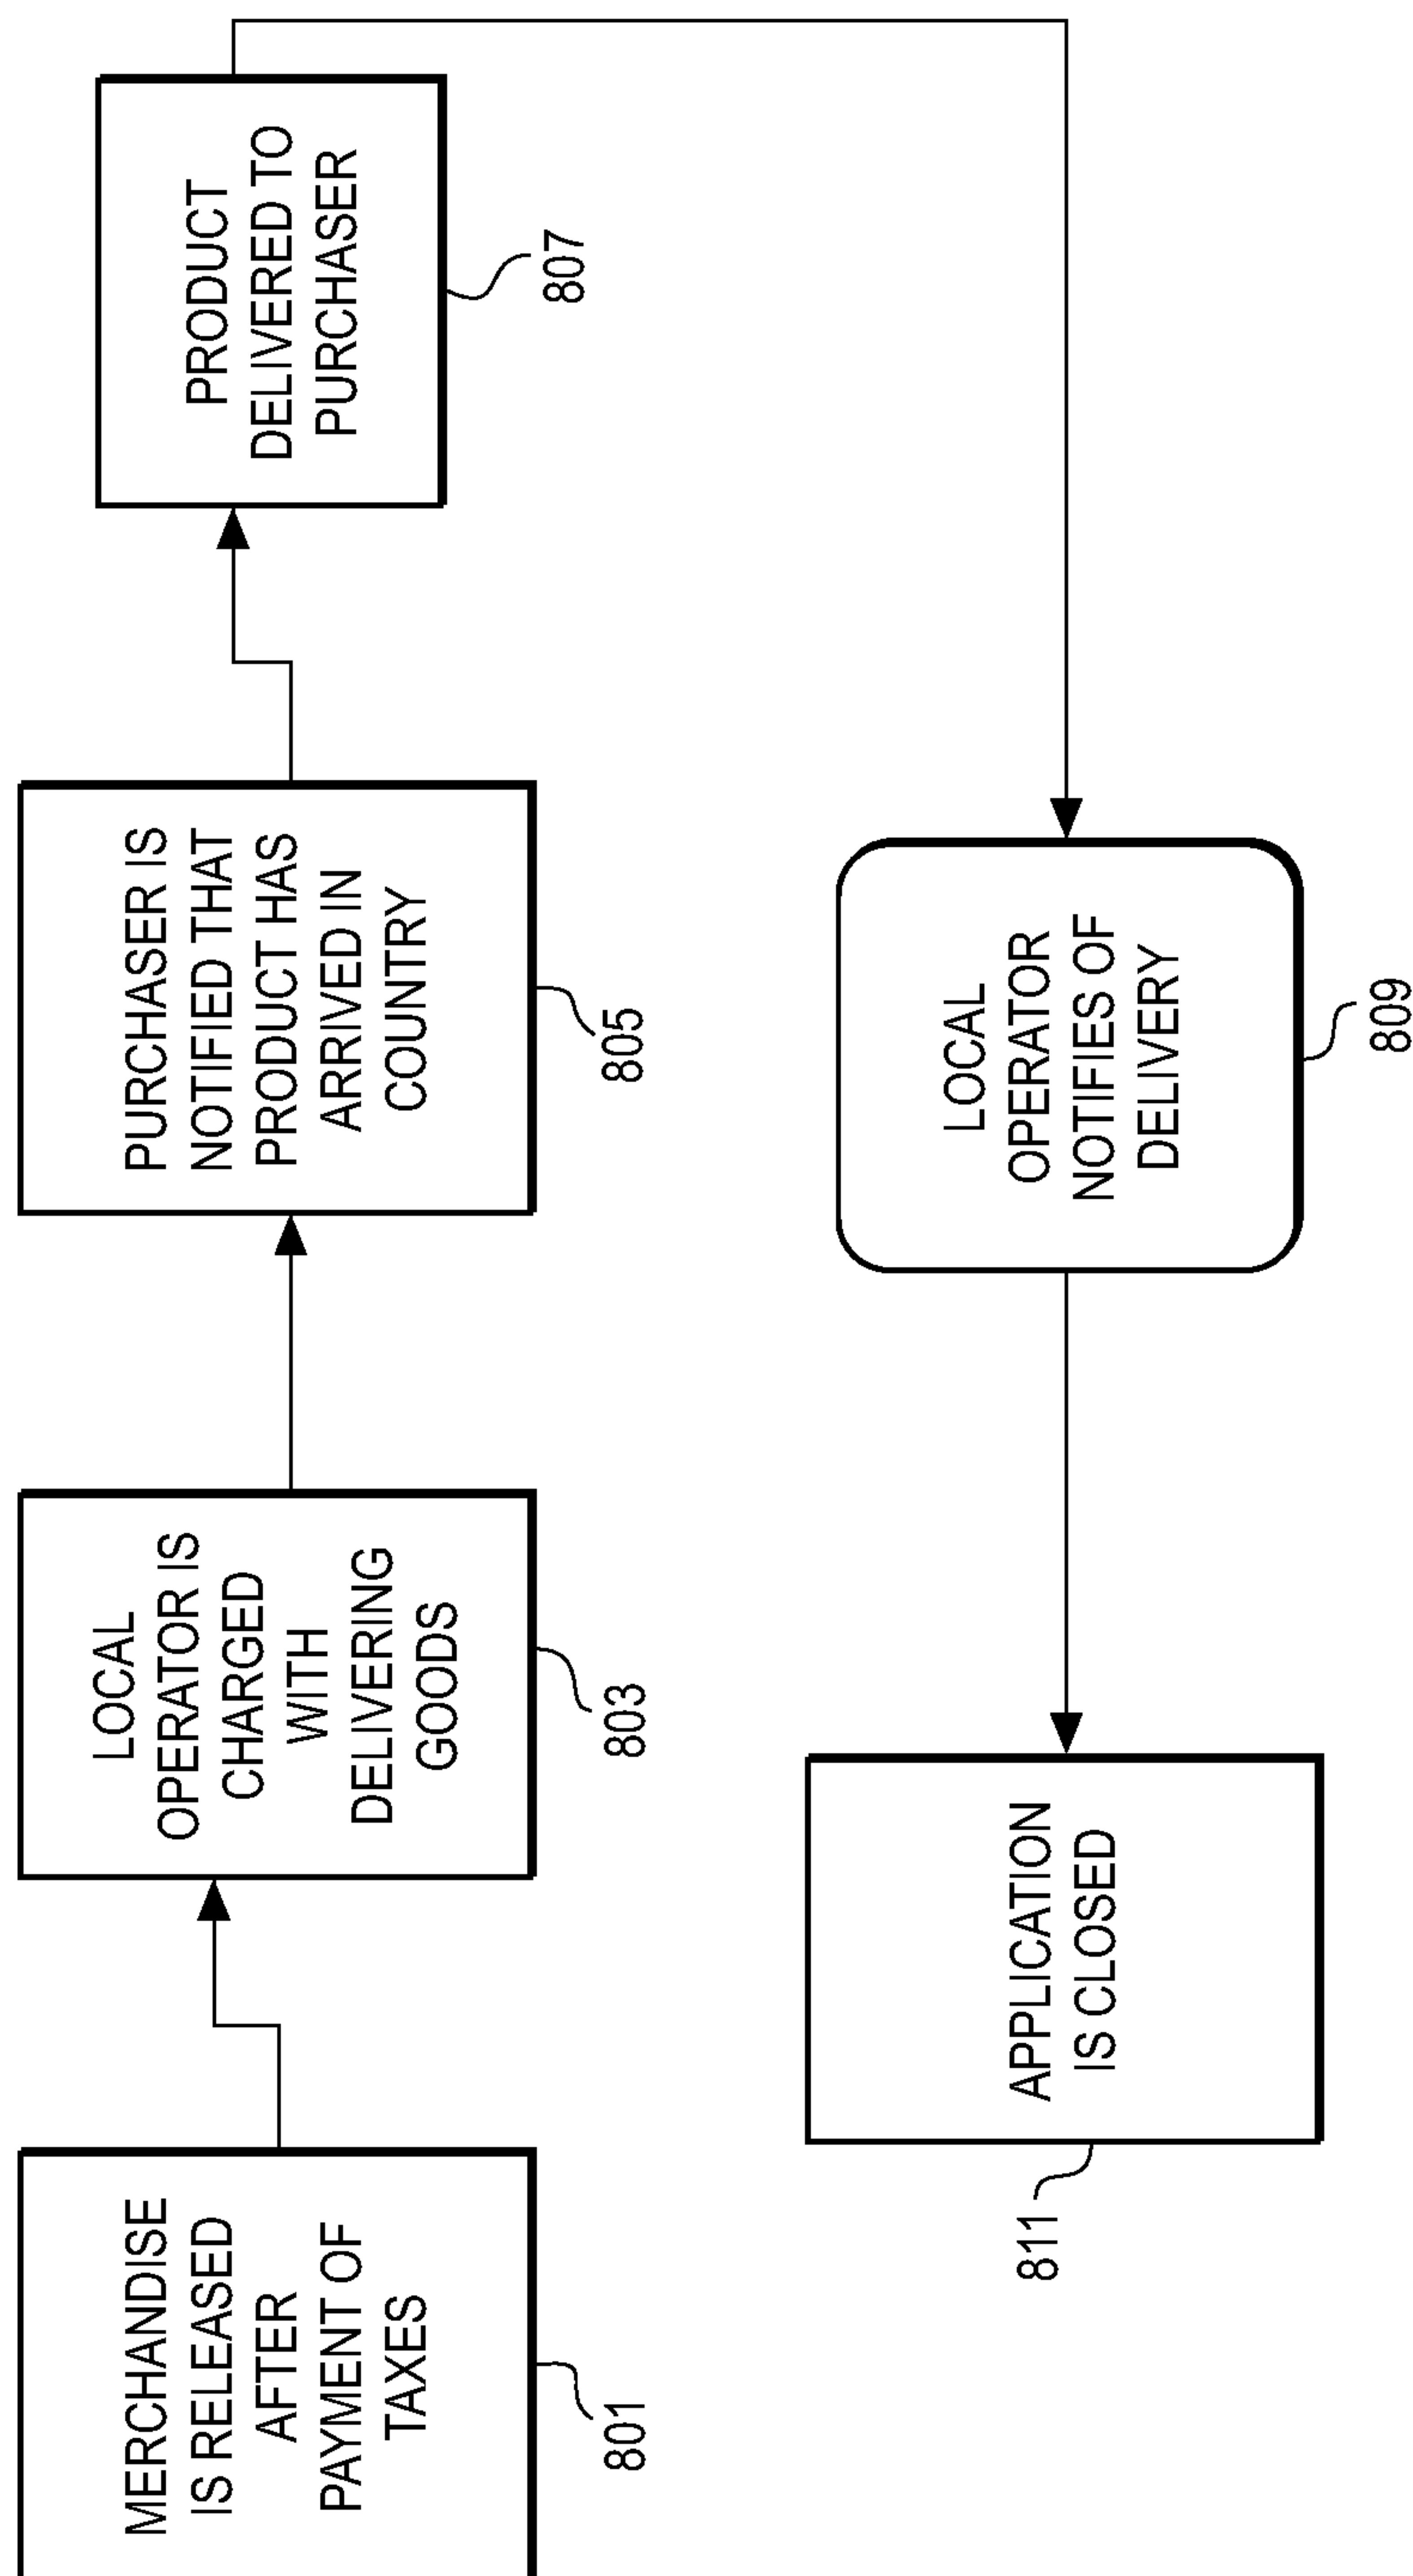 MERCHANDISE
IS RELEASED
AFTER
PAYMENT OF
TAXES
801
LOCAL
OPERATOR IS
CHARGED
WITH
DELIVERING
GOODS
803
PURCHASER IS
NOTIFIED THAT
PRODUCT HAS
ARRIVED IN
COUNTRY
805
PRODUCT
DELIVERED TO
PURCHASER
807
LOCAL
OPERATOR
NOTIFIES OF
DELIVERY
809
APPLICATION
IS CLOSED
811